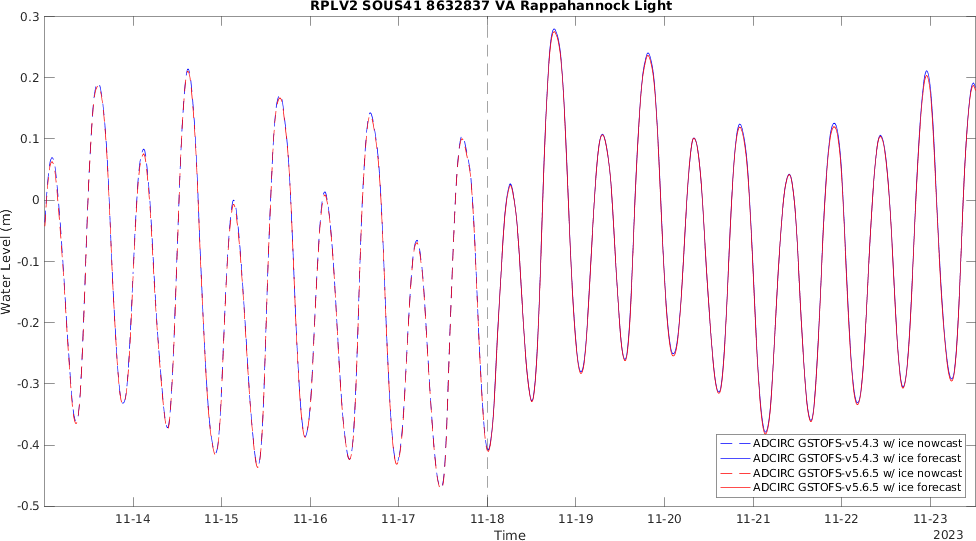 RPLV2 SOUS41 8632837 VA Rappahannock Light
0.3
0.2
0.1
0
-0.1
-0.2
-0.3
-0.4
-0.5
Water Level (m)
ADCIRC GSTOFS-v5.4.3 w/ ice nowcast
ADCIRC GSTOFS-v5.4.3 w/ ice forecast
ADCIRC GSTOFS-v5.6.5 w/ ice nowcast
ADCIRC GSTOFS-v5.6.5 w/ ice forecast
11-14 11-15 11-16 11-17 11-18 11-19 11-20 11-21 11-22 11-23
Time
2023